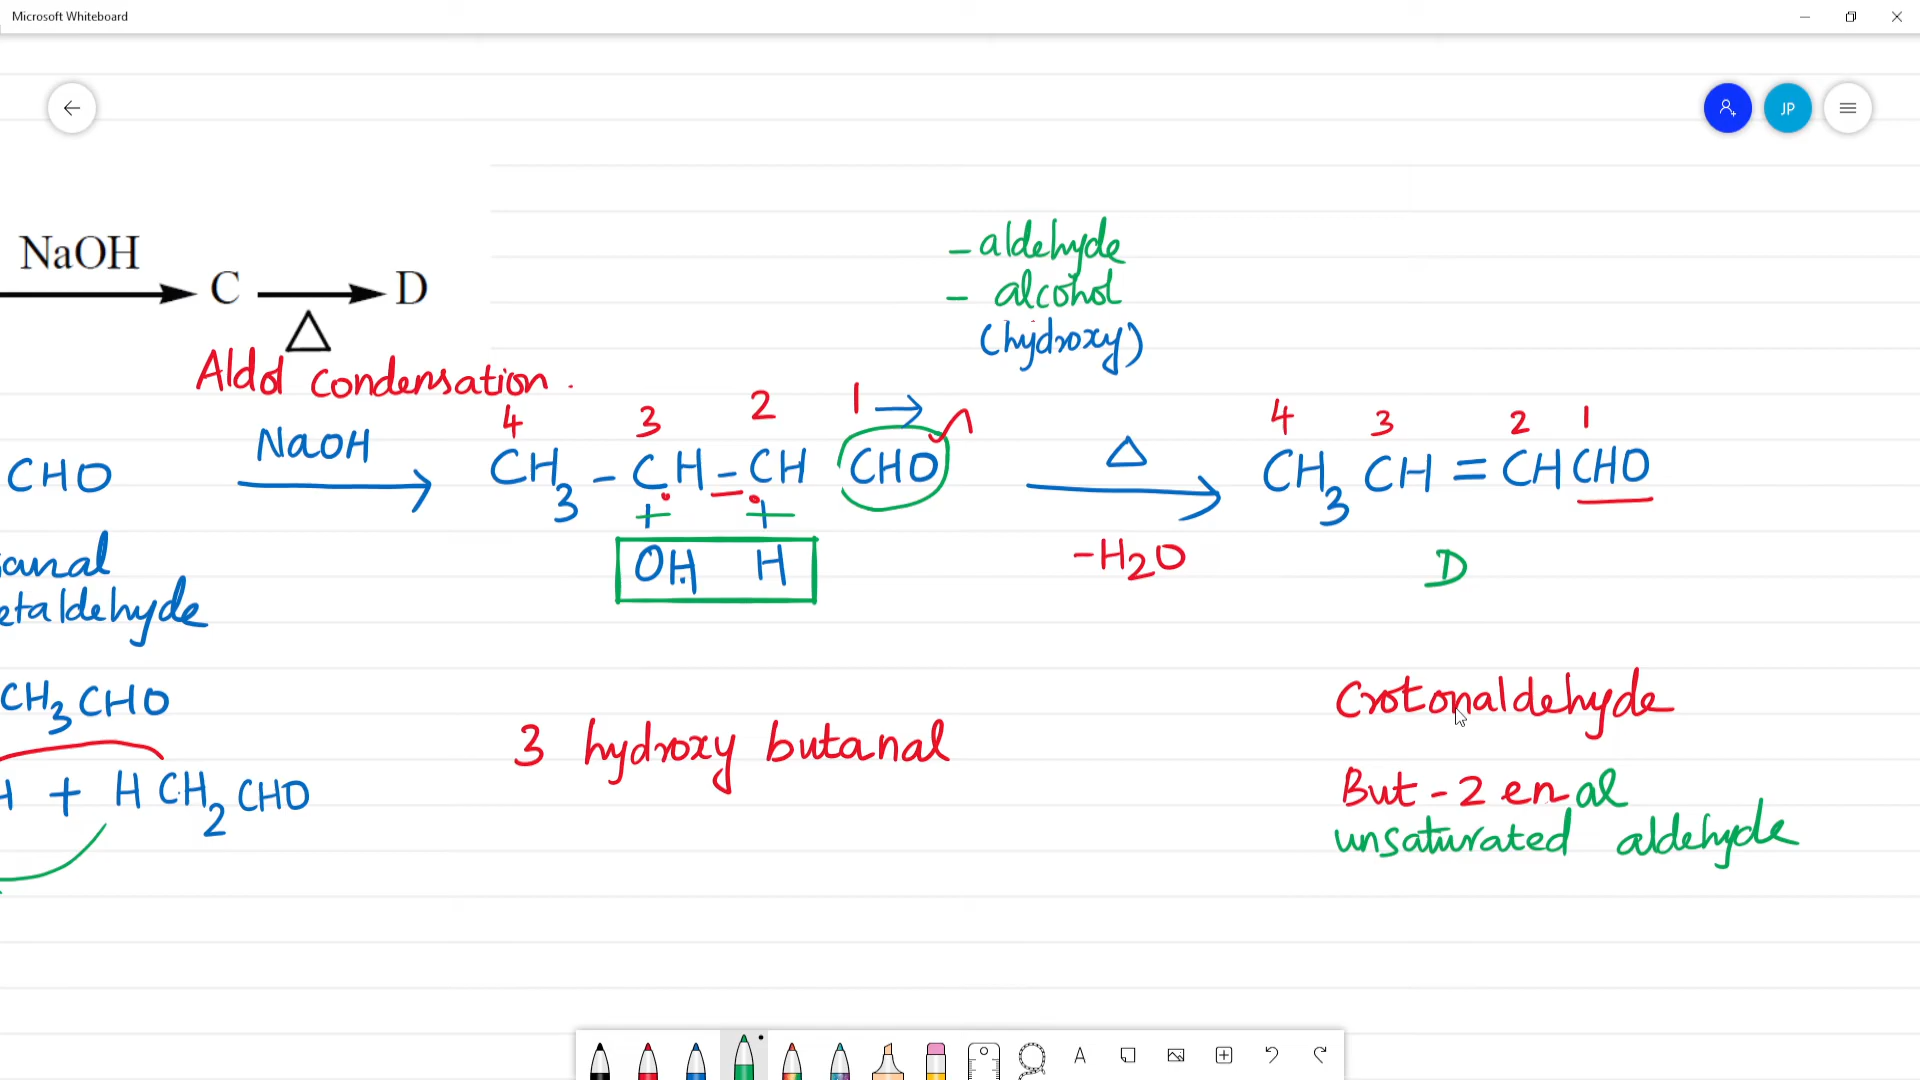 Microsoft Whiteboard
JP
NaOH
C → D
△
- aldehyde
- alcohol
(hydroxy)
Aldol condensation .
4 3 2 1 →
4 3 2 1
CHO NaOH → CH3 - CH - CH CHO △ → CH3 CH = CH CHO
OH H
-H2O
D
etaldehyde
CH3 CHO
Crotonaldehyde
3 hydroxy butanal
+ H CH2 CHO
But - 2 enal
unsaturated aldehyde
A